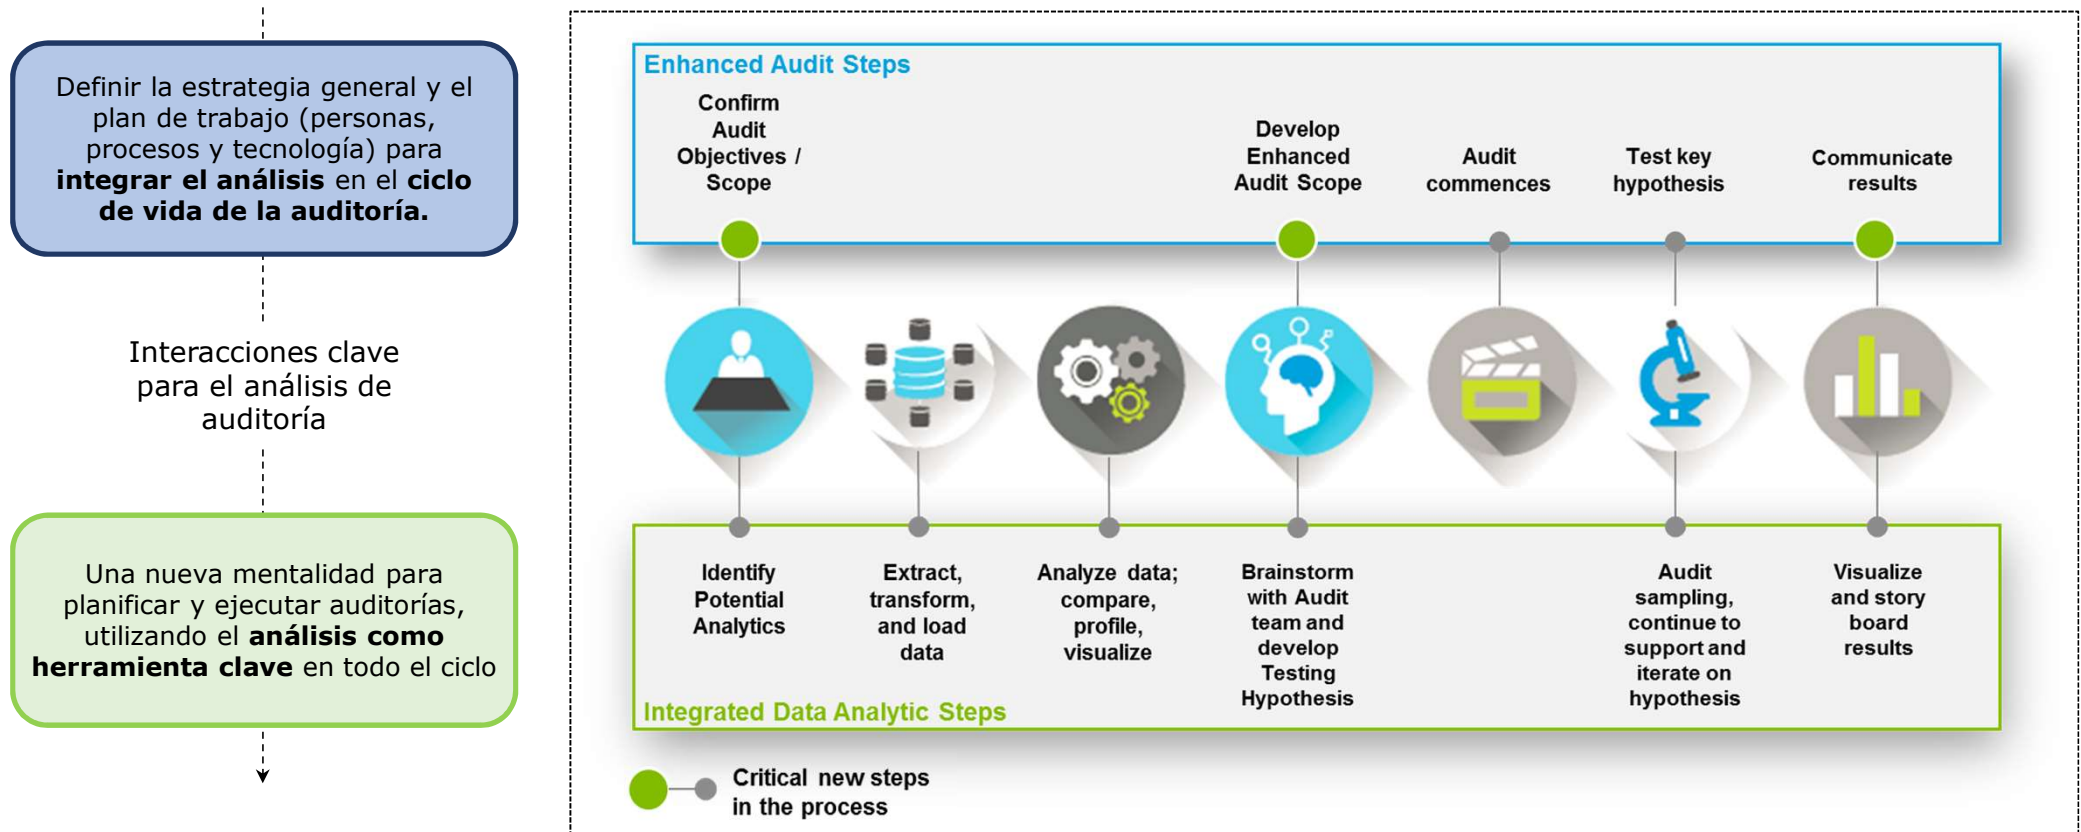 Definir la estrategia general y el
plan de trabajo (personas,
procesos y tecnología) para
integrar el análisis en el ciclo
de vida de la auditoría.
Interacciones clave
para el análisis de
auditoría
Una nueva mentalidad para
planificar y ejecutar auditorías,
utilizando el análisis como
herramienta clave en todo el ciclo
Enhanced Audit Steps
Confirm
Audit
Objectives /
Scope
Develop
Enhanced
Audit Scope
Audit
commences
Test key
hypothesis
Communicate
results
Identify
Potential
Analytics
Extract,
transform,
and load
data
Analyze data;
compare,
profile,
visualize
Brainstorm
with Audit
team and
develop
Testing
Hypothesis
Audit
sampling,
continue to
support and
iterate on
hypothesis
Visualize
and story
board
results
Integrated Data Analytic Steps
Critical new steps
in the process